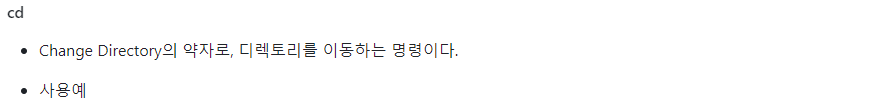 cd
Change Directory의 약자로, 디렉토리를 이동하는 명령이다.
사용예